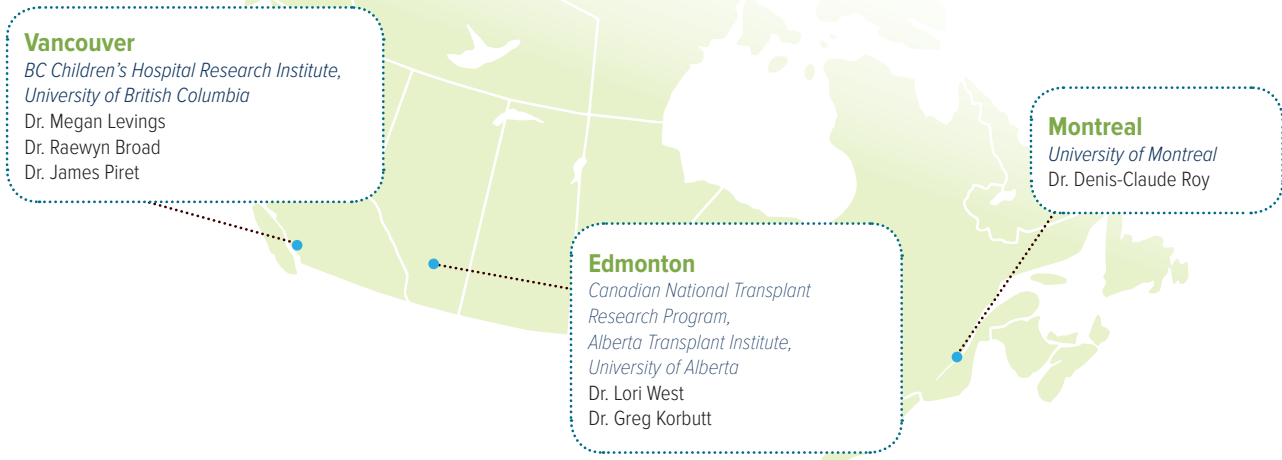 Vancouver
BC Children's Hospital Research Institute,
University of British Columbia
Dr. Megan Levings
Dr. Raewyn Broad
Dr. James Piret
Edmonton
Canadian National Transplant
Research Program,
Alberta Transplant Institute,
University of Alberta
Dr. Lori West
Dr. Greg Korbutt
Montreal
University of Montreal
Dr. Denis-Claude Roy